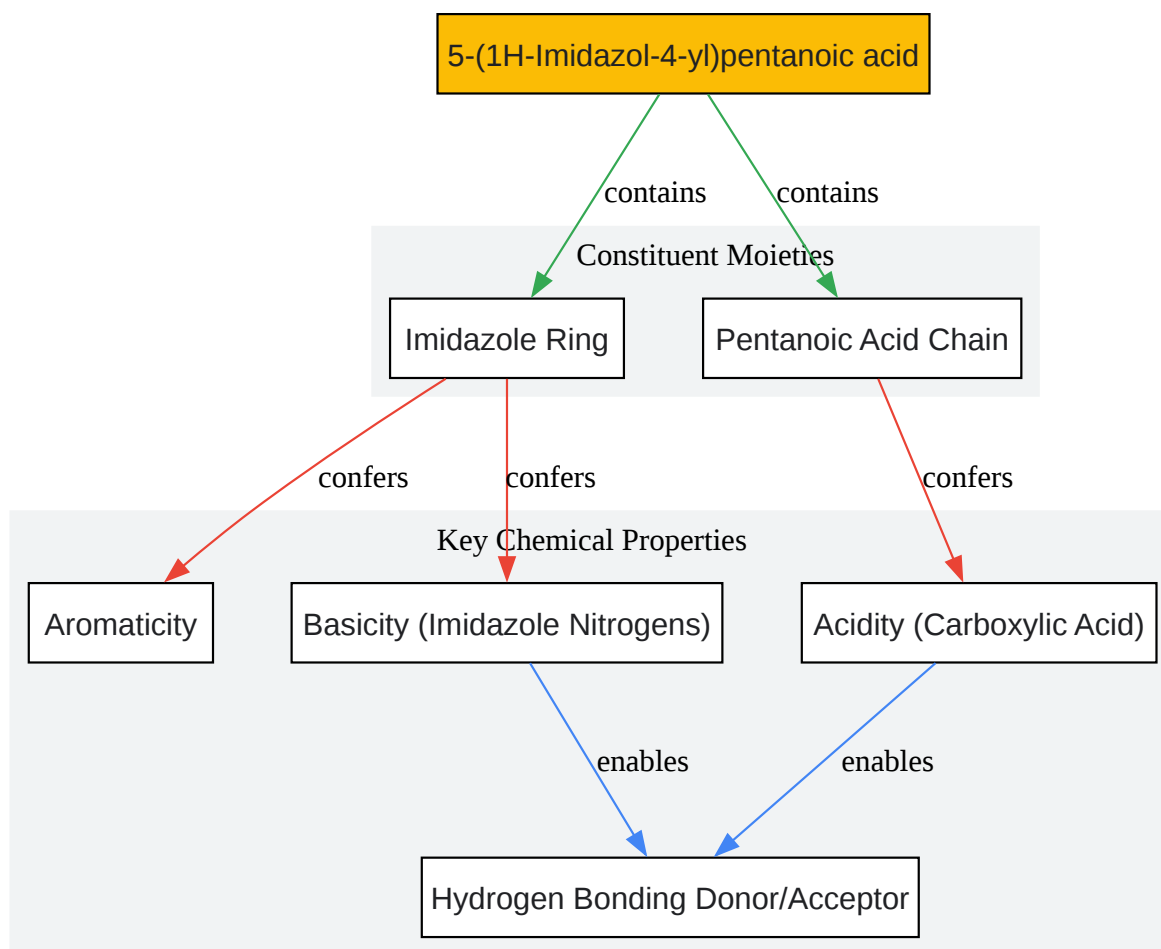 5-(1H-Imidazol-4-yl)pentanoic acid
contains
contains
Constituent Moieties
Imidazole Ring
Pentanoic Acid Chain
confers
confers
confers
Key Chemical Properties
Aromaticity
Basicity (Imidazole Nitrogens)
Acidity (Carboxylic Acid)
enables
enables
Hydrogen Bonding Donor/Acceptor